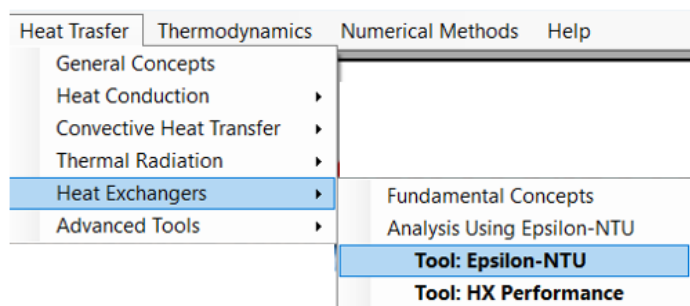 Heat Trasfer Thermodynamics Numerical Methods Help
General Concepts
Heat Conduction
Convective Heat Transfer
Thermal Radiation
Heat Exchangers
Advanced Tools
Fundamental Concepts
Analysis Using Epsilon-NTU
Tool: Epsilon-NTU
Tool: HX Performance